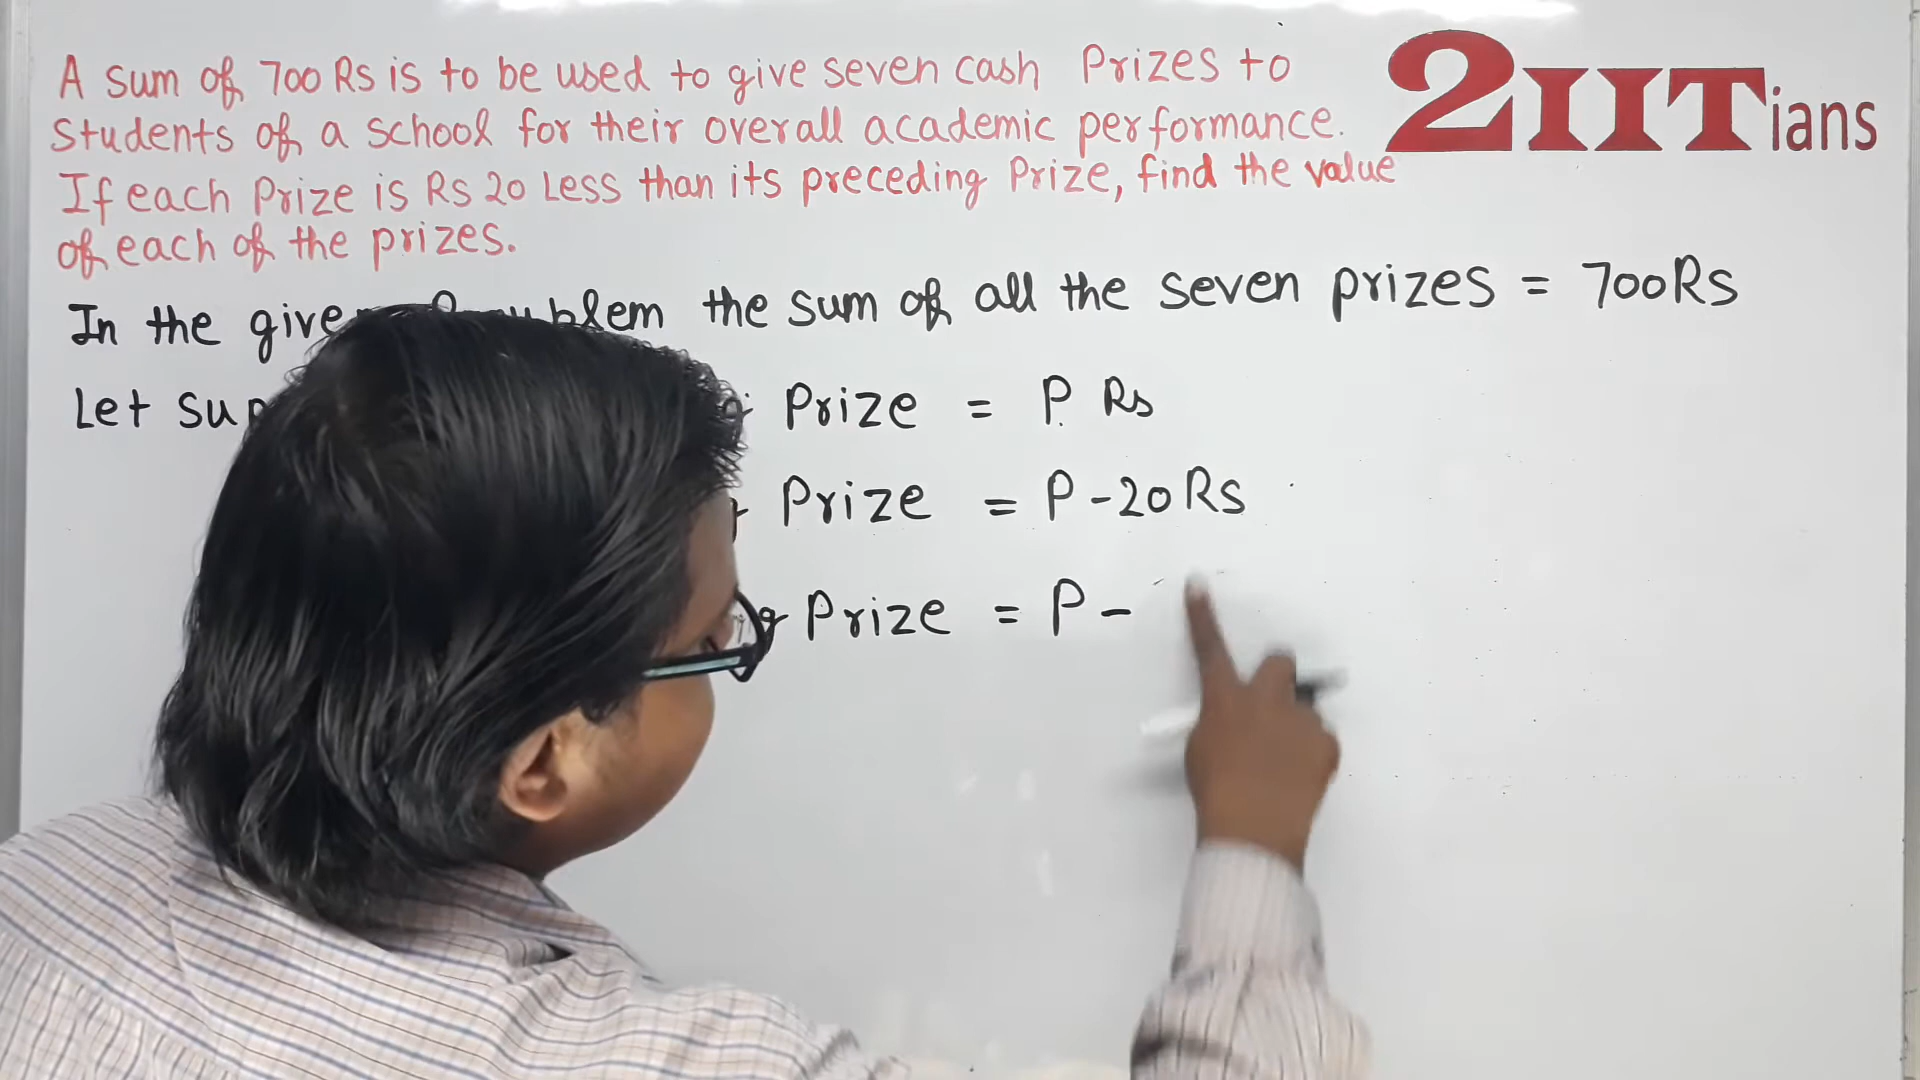 A sum of 700 Rs is to be used to give seven cash Prizes to
Students of a school for their overall academic performance.
If each Prize is Rs 20 Less than its preceding Prize, find the value
of each of the prizes.
2IITians
In the given Problem the sum of all the seven prizes = 700Rs
Let Prize = P Rs
Prize = P - 20 Rs
Prize = P -